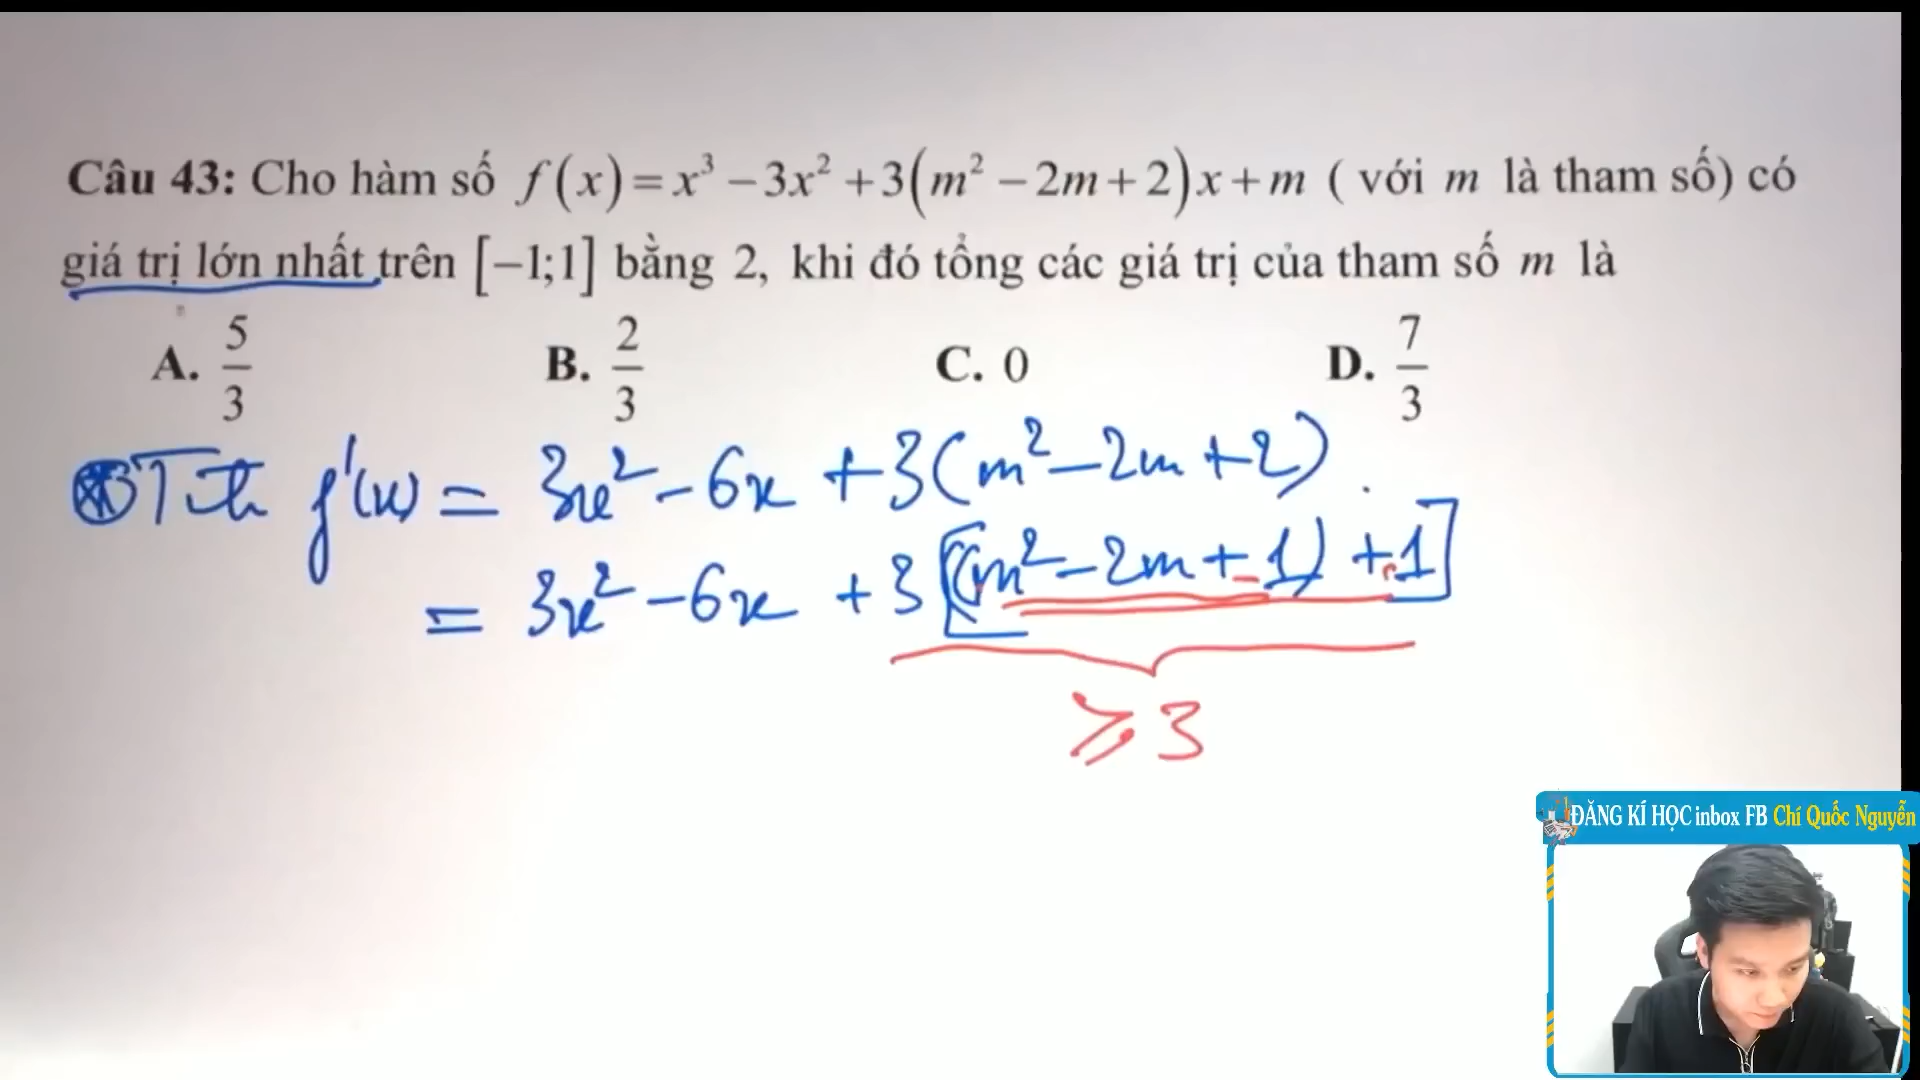 Câu 43: Cho hàm số f(x)=x³−3x²+3(m²−2m+2)x+m ( với m là tham số) có
giá trị lớn nhất trên [−1;1] bằng 2, khi đó tổng các giá trị của tham số m là
A. 5/3 B. 2/3 C. 0 D. 7/3
Tính f'(x) = 3x²−6x+3(m²−2m+2)
= 3x²−6x+3[(m²−2m+1)+1]
⩾3
ĐĂNG KÍ HỌC inbox FB Chí Quốc Nguyễn